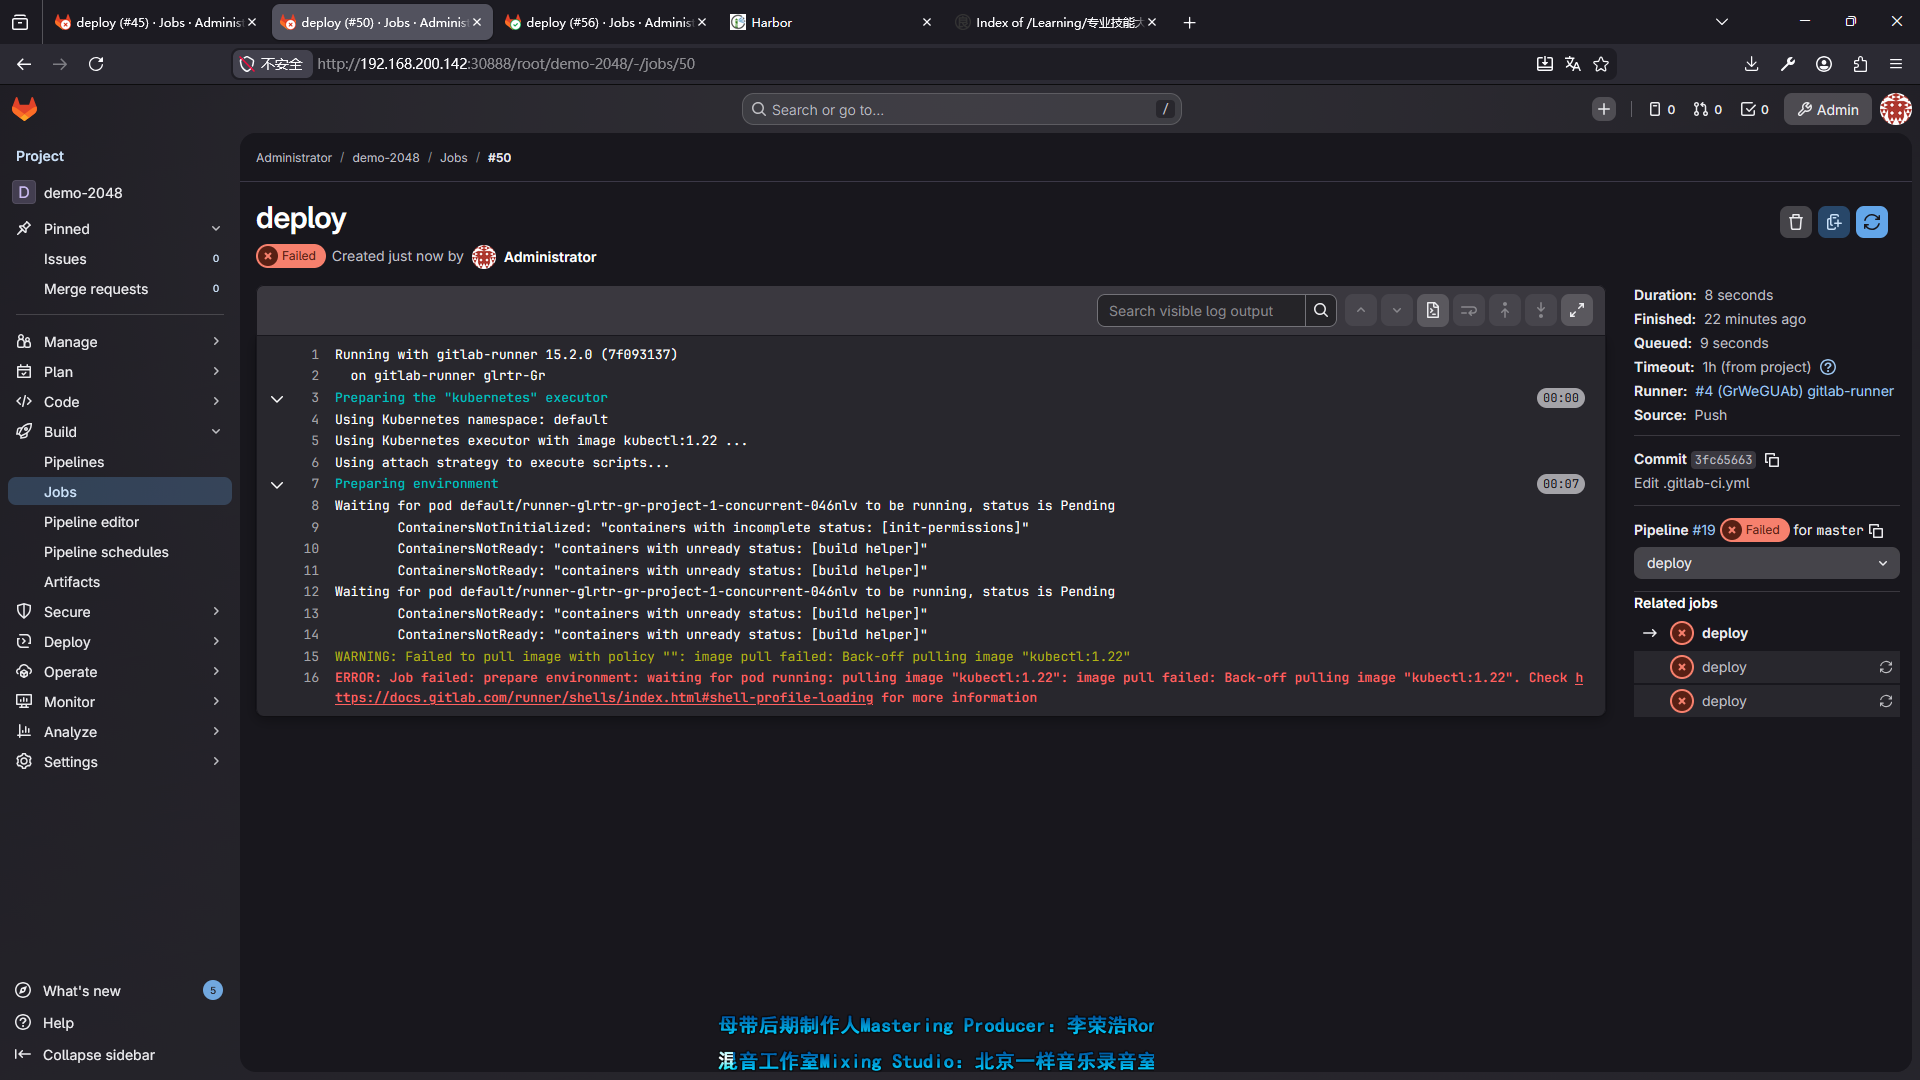 deploy (#45) · Jobs · Adminis
deploy (#50) · Jobs · Adminis
deploy (#56) · Jobs · Adminis
Harbor
Index of /Learning/专业技能大
不安全
http://192.168.200.142:30888/root/demo-2048/-/jobs/50
Search or go to...
/
0
0
0
Admin
Project
D
demo-2048
Pinned
Issues
0
Merge requests
0
Manage
Plan
Code
Build
Pipelines
Jobs
Pipeline editor
Pipeline schedules
Artifacts
Secure
Deploy
Operate
Monitor
Analyze
Settings
What's new
5
Help
Collapse sidebar
Administrator / demo-2048 / Jobs / #50
deploy
Failed Created just now by Administrator
Search visible log output
1 Running with gitlab-runner 15.2.0 (7f093137)
2 on gitlab-runner glrtr-Gr
3 Preparing the "kubernetes" executor 00:00
4 Using Kubernetes namespace: default
5 Using Kubernetes executor with image kubectl:1.22 ...
6 Using attach strategy to execute scripts...
7 Preparing environment 00:07
8 Waiting for pod default/runner-glrtr-gr-project-1-concurrent-046nlv to be running, status is Pending
9 ContainersNotInitialized: "containers with incomplete status: [init-permissions]"
10 ContainersNotReady: "containers with unready status: [build helper]"
11 ContainersNotReady: "containers with unready status: [build helper]"
12 Waiting for pod default/runner-glrtr-gr-project-1-concurrent-046nlv to be running, status is Pending
13 ContainersNotReady: "containers with unready status: [build helper]"
14 ContainersNotReady: "containers with unready status: [build helper]"
15 WARNING: Failed to pull image with policy "": image pull failed: Back-off pulling image "kubectl:1.22"
16 ERROR: Job failed: prepare environment: waiting for pod running: pulling image "kubectl:1.22": image pull failed: Back-off pulling image "kubectl:1.22". Check h
ttps://docs.gitlab.com/runner/shells/index.html#shell-profile-loading for more information
Duration: 8 seconds
Finished: 22 minutes ago
Queued: 9 seconds
Timeout: 1h (from project)
Runner: #4 (GrWeGUAb) gitlab-runner
Source: Push
Commit 3fc65663
Edit .gitlab-ci.yml
Pipeline #19 Failed for master
deploy
Related jobs
deploy
deploy
deploy
母带后期制作人Mastering Producer：李荣浩Ror
混音工作室Mixing Studio：北京一样音乐录音室